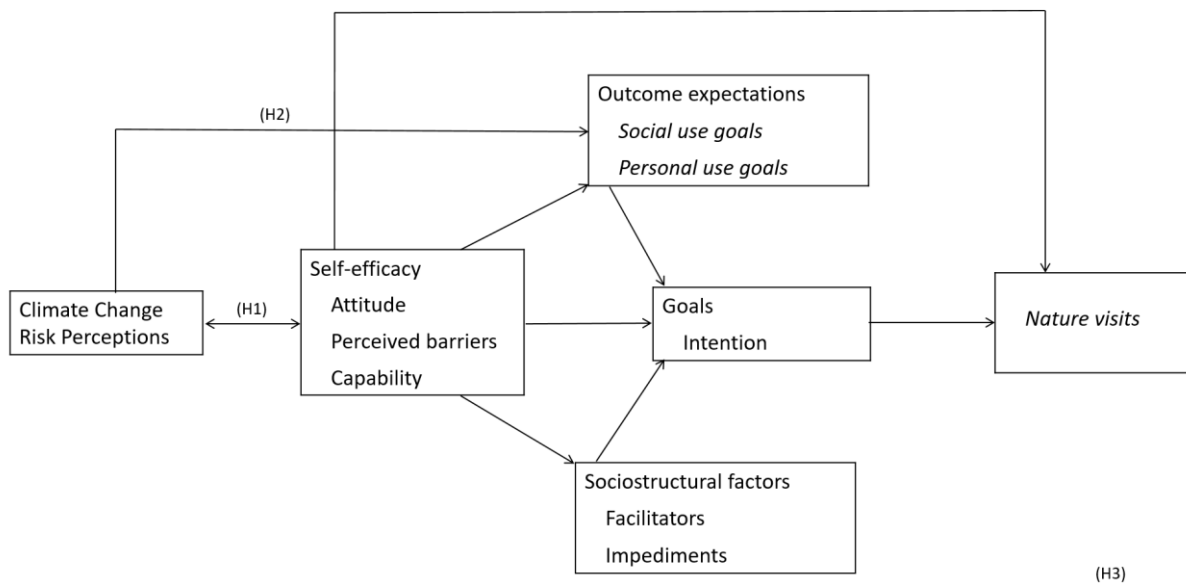 Outcome expectations
Social use goals
Personal use goals
(H2)
Self-efficacy
Attitude
Perceived barriers
Capability
Climate Change
Risk Perceptions
(H1)
Goals
Intention
Nature visits
Sociostructural factors
Facilitators
Impediments
(H3)